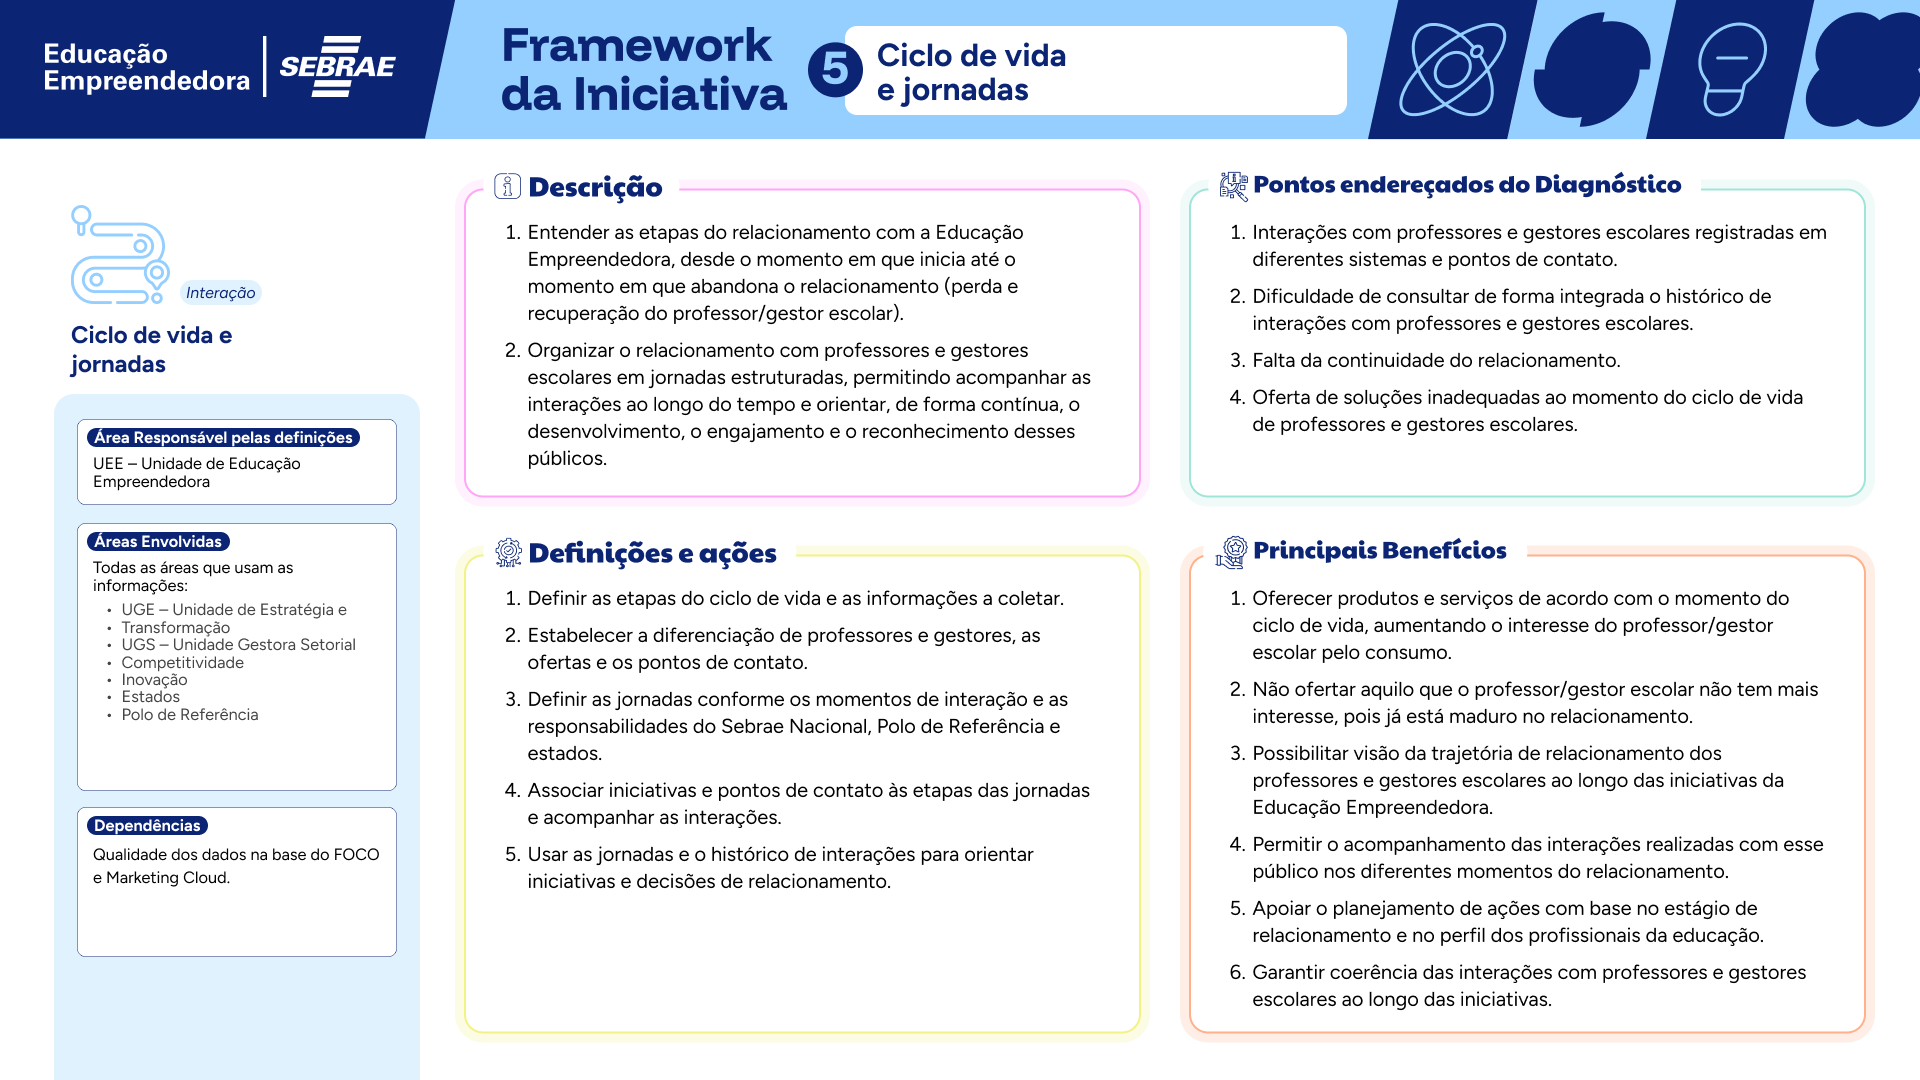 Educação
Empreendedora
SEBRAE
Framework
da Iniciativa
5
Ciclo de vida
e jornadas
Interação
Ciclo de vida e
jornadas
Área Responsável pelas definições
UEE – Unidade de Educação
Empreendedora
Áreas Envolvidas
Todas as áreas que usam as
informações:
• UGE – Unidade de Estratégia e
• Transformação
• UGS – Unidade Gestora Setorial
• Competitividade
• Inovação
• Estados
• Polo de Referência
Dependências
Qualidade dos dados na base do FOCO
e Marketing Cloud.
Descrição
1. Entender as etapas do relacionamento com a Educação
Empreendedora, desde o momento em que inicia até o
momento em que abandona o relacionamento (perda e
recuperação do professor/gestor escolar).
2. Organizar o relacionamento com professores e gestores
escolares em jornadas estruturadas, permitindo acompanhar as
interações ao longo do tempo e orientar, de forma contínua, o
desenvolvimento, o engajamento e o reconhecimento desses
públicos.
Pontos endereçados do Diagnóstico
1. Interações com professores e gestores escolares registradas em
diferentes sistemas e pontos de contato.
2. Dificuldade de consultar de forma integrada o histórico de
interações com professores e gestores escolares.
3. Falta da continuidade do relacionamento.
4. Oferta de soluções inadequadas ao momento do ciclo de vida
de professores e gestores escolares.
Definições e ações
1. Definir as etapas do ciclo de vida e as informações a coletar.
2. Estabelecer a diferenciação de professores e gestores, as
ofertas e os pontos de contato.
3. Definir as jornadas conforme os momentos de interação e as
responsabilidades do Sebrae Nacional, Polo de Referência e
estados.
4. Associar iniciativas e pontos de contato às etapas das jornadas
e acompanhar as interações.
5. Usar as jornadas e o histórico de interações para orientar
iniciativas e decisões de relacionamento.
Principais Benefícios
1. Oferecer produtos e serviços de acordo com o momento do
ciclo de vida, aumentando o interesse do professor/gestor
escolar pelo consumo.
2. Não ofertar aquilo que o professor/gestor escolar não tem mais
interesse, pois já está maduro no relacionamento.
3. Possibilitar visão da trajetória de relacionamento dos
professores e gestores escolares ao longo das iniciativas da
Educação Empreendedora.
4. Permitir o acompanhamento das interações realizadas com esse
público nos diferentes momentos do relacionamento.
5. Apoiar o planejamento de ações com base no estágio de
relacionamento e no perfil dos profissionais da educação.
6. Garantir coerência das interações com professores e gestores
escolares ao longo das iniciativas.